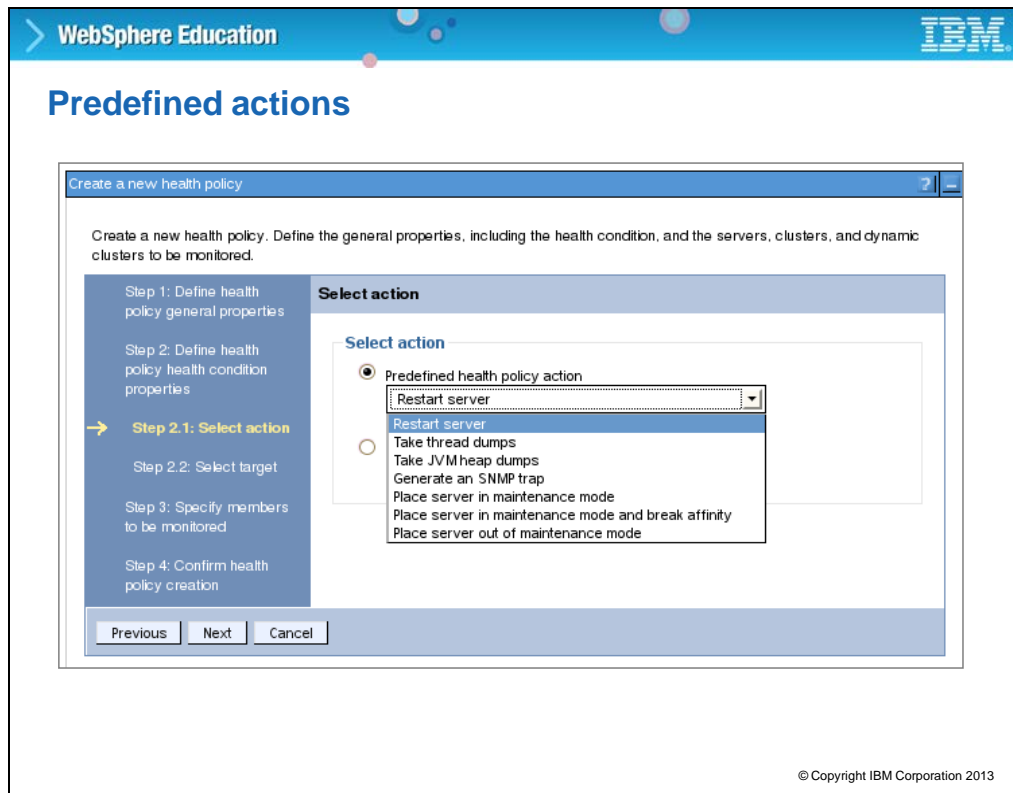 WebSphere Education
IBM.
Predefined actions
Create a new health policy
?
Create a new health policy. Define the general properties, including the health condition, and the servers, clusters, and dynamic
clusters to be monitored.
Step 1: Define health
policy general properties
Step 2: Define health
policy health condition
properties
Step 2.1: Select action
Step 2.2: Select target
Step 3: Specify members
to be monitored
Step 4: Confirm health
policy creation
Select action
Select action
Predefined health policy action
Restart server
Restart server
Take thread dumps
Take JVM heap dumps
Generate an SNMP trap
Place server in maintenance mode
Place server in maintenance mode and break affinity
Place server out of maintenance mode
Previous
Next
Cancel
© Copyright IBM Corporation 2013